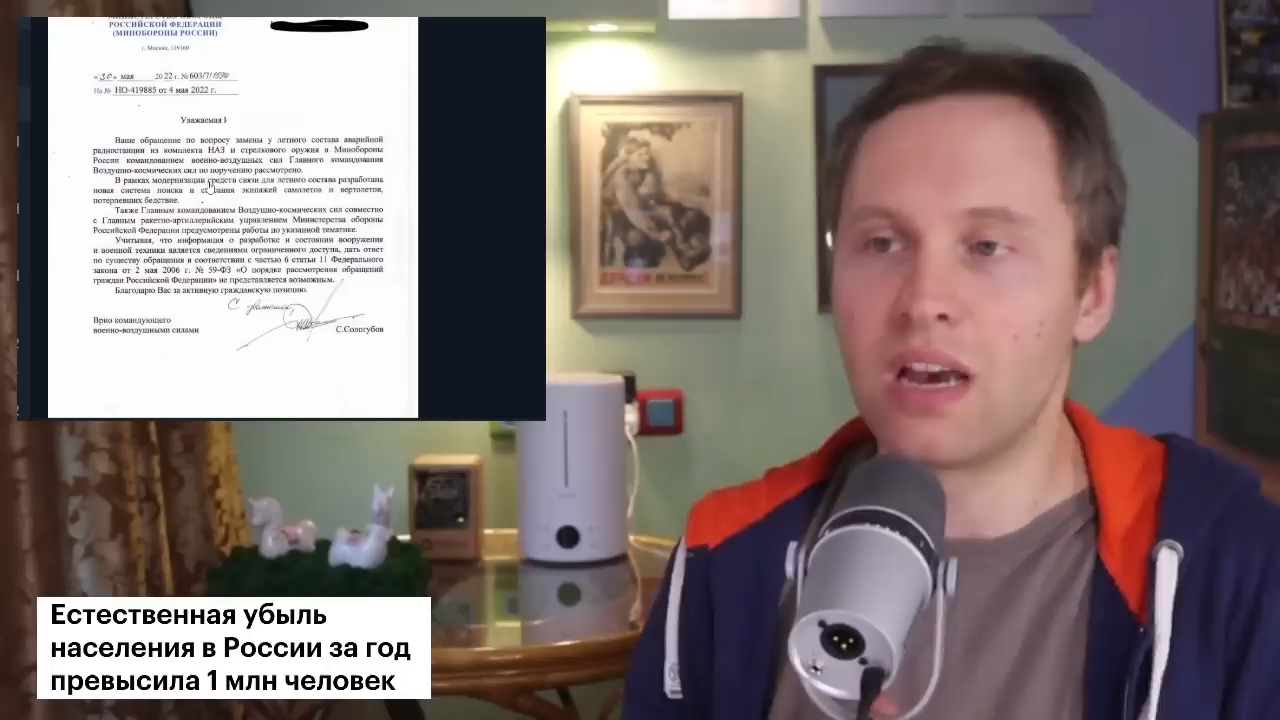 МИНИСТЕРСТВО ОБОРОНЫ
РОССИЙСКОЙ ФЕДЕРАЦИИ
(МИНОБОРОНЫ РОССИИ)
г. Москва, 119160
«30» мая 2022 г. № 603/7/
На № НО-419885 от 4 мая 2022 г.
Уважаемая
Ваше обращение по вопросу замены у летного состава аварийной
радиостанции из комплекта НАЗ и стрелкового оружия в Минобороны
России командованием военно-воздушных сил Главного командования
Воздушно-космических сил по поручению рассмотрено.
В рамках модернизации средств связи для летного состава разработана
новая система поиска и спасания экипажей самолетов и вертолетов,
потерпевших бедствие.
Также Главным командованием Воздушно-космических сил совместно
с Главным ракетно-артиллерийским управлением Министерства обороны
Российской Федерации предусмотрены работы по указанной тематике.
Учитывая, что информация о разработке и состоянии вооружения
и военной техники является сведениями ограниченного доступа, дать ответ
по существу обращения в соответствии с частью 6 статьи 11 Федерального
закона от 2 мая 2006 г. № 59-ФЗ «О порядке рассмотрения обращений
граждан Российской Федерации» не представляется возможным.
Благодарю Вас за активную гражданскую позицию.
С уважением,
Врио командующего
военно-воздушными силами
С.Сологубов
Естественная убыль
населения в России за год
превысила 1 млн человек